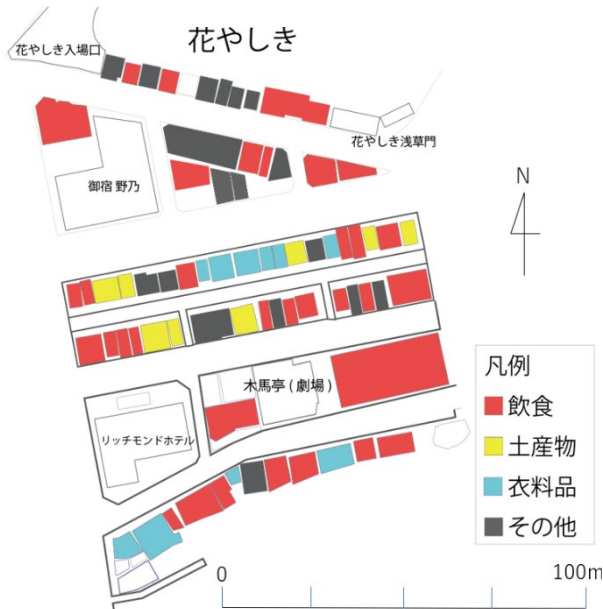 花やしき
花やしき入場口
花やしき浅草門
御宿 野乃
N
木馬亭 ( 劇場 )
リッチモンドホテル
凡例
飲食
土産物
衣料品
その他
0
100m